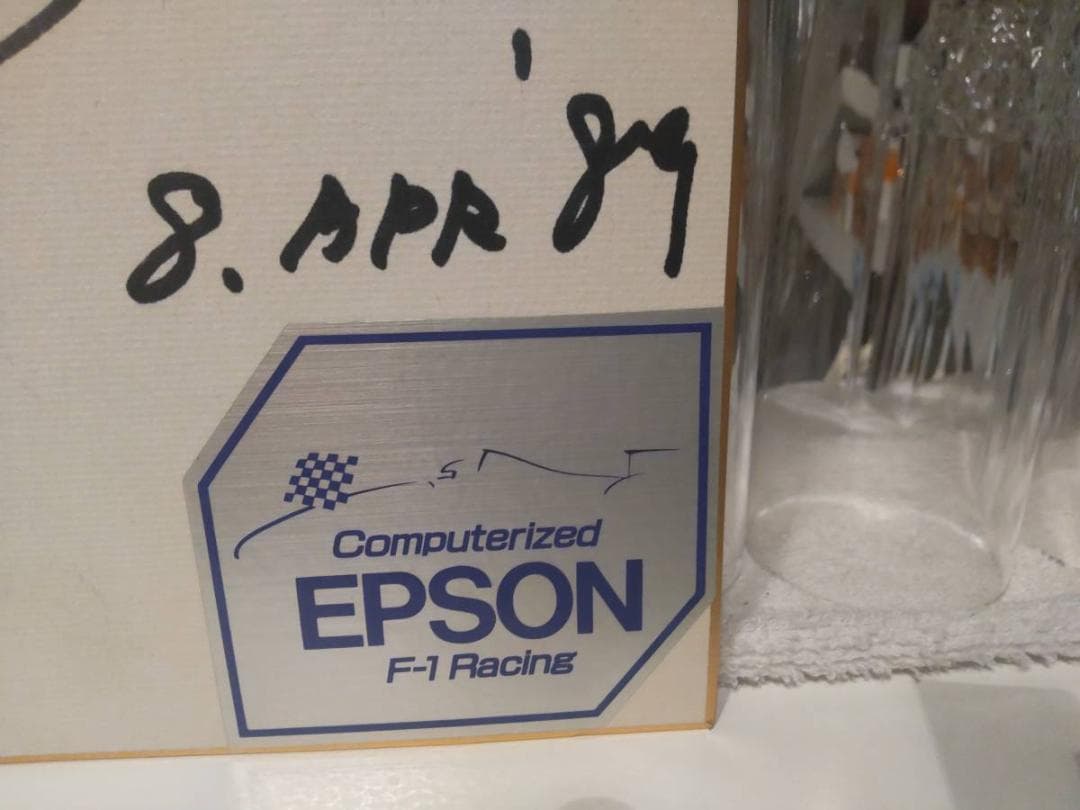 8. APR '89
Computerized
EPSON
F-1 Racing